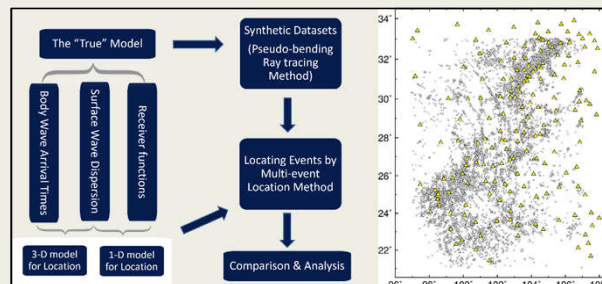 The "True" Model
Body Wave Arrival Times
Surface Wave Dispersion
Receiver functions
3-D model
for Location
1-D model
for Location
Synthetic Datasets
(Pseudo-bending
Ray tracing
Method)
Locating Events by
Multi-event
Location Method
Comparison & Analysis
34°
32°
30°
28°
26°
24°
22°
98° 100° 102° 104° 106°